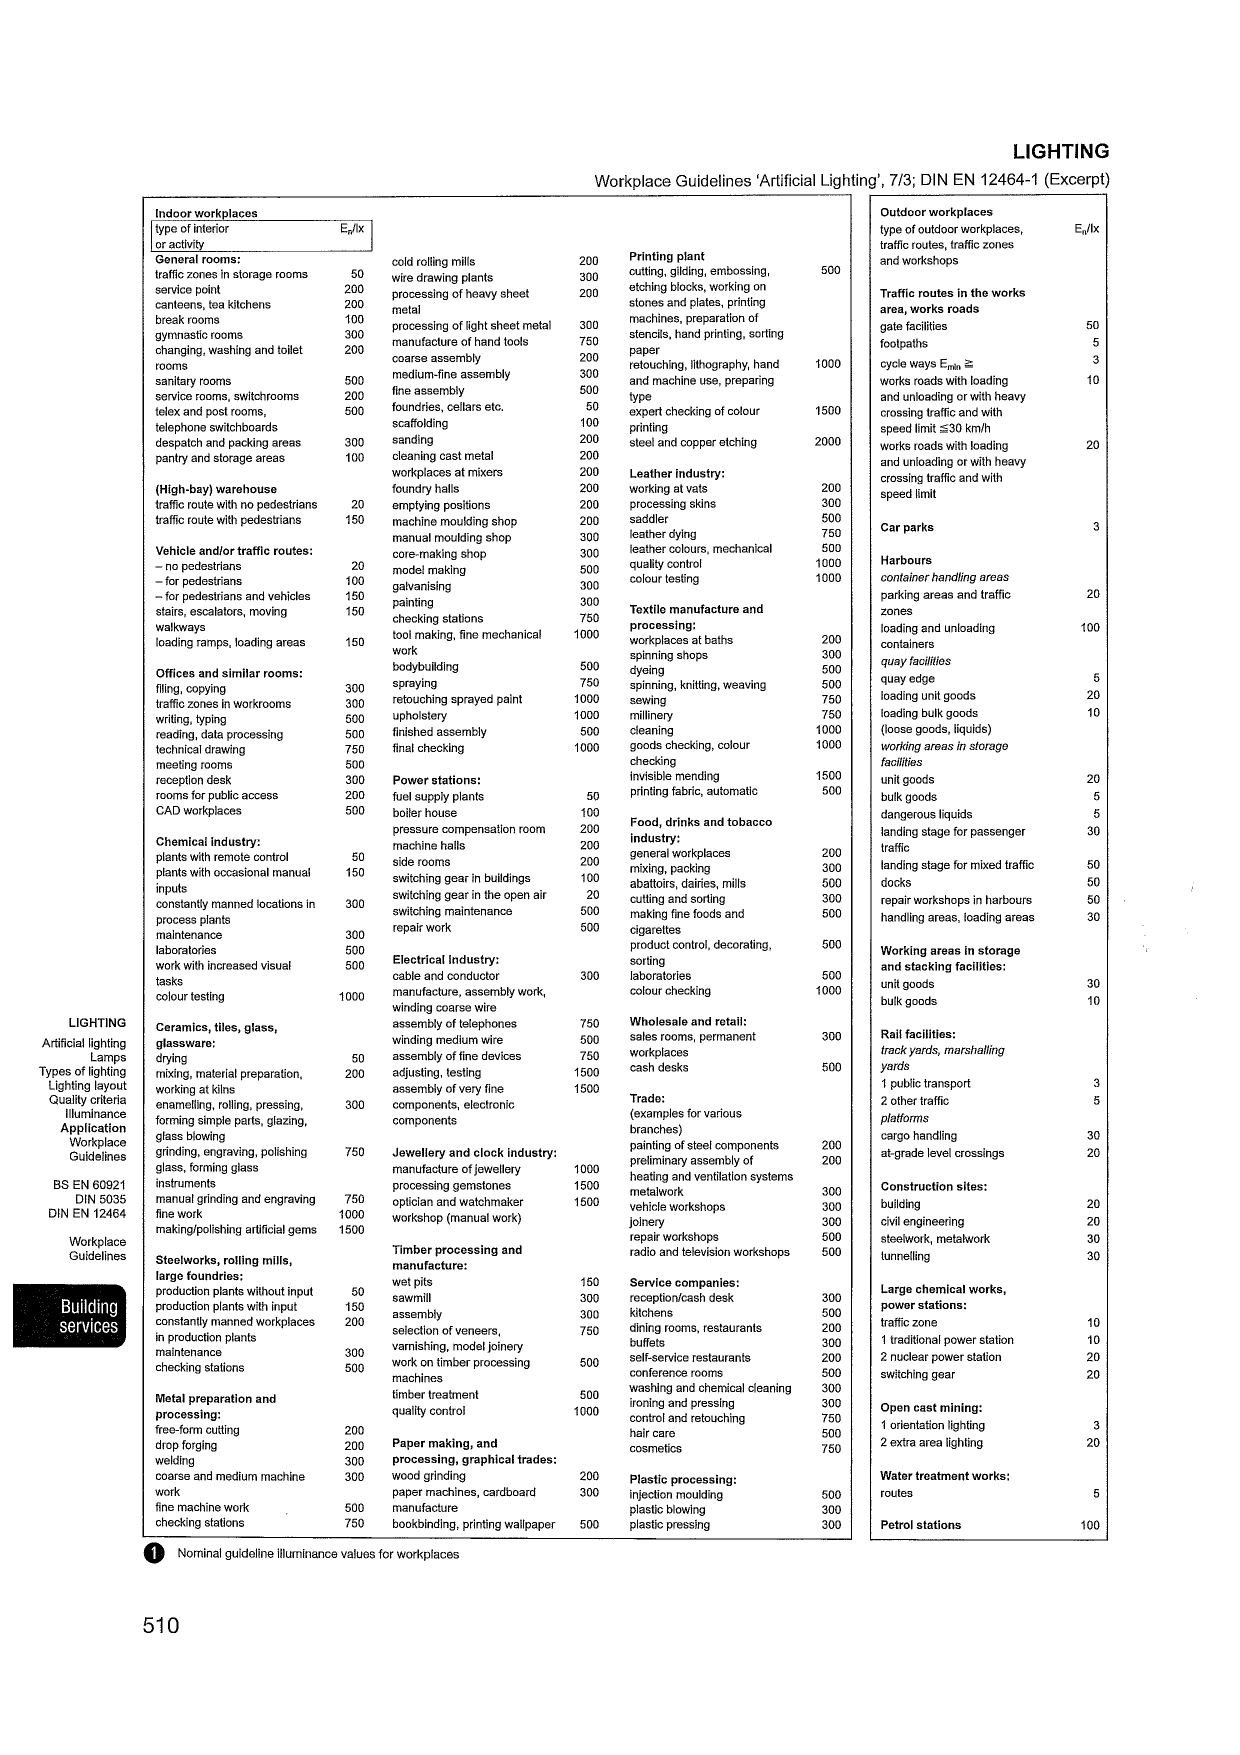 LIGHTING
Workplace Guidelines 'Artificial Lighting', 7/3; DIN EN 12464-1 (Excerpt)
Indoor workplaces
type of interior Eₙ/lx
or activity
General rooms:
traffic zones in storage rooms 50
service point 200
canteens, tea kitchens 200
break rooms 100
gymnastic rooms 300
changing, washing and toilet 200
rooms
sanitary rooms 500
service rooms, switchrooms 200
telex and post rooms, 500
telephone switchboards
despatch and packing areas 300
pantry and storage areas 100
(High-bay) warehouse
traffic route with no pedestrians 20
traffic route with pedestrians 150
Vehicle and/or traffic routes:
– no pedestrians 20
– for pedestrians 100
– for pedestrians and vehicles 150
stairs, escalators, moving 150
walkways
loading ramps, loading areas 150
Offices and similar rooms:
filing, copying 300
traffic zones in workrooms 300
writing, typing 500
reading, data processing 500
technical drawing 750
meeting rooms 500
reception desk 300
rooms for public access 200
CAD workplaces 500
Chemical industry:
plants with remote control 50
plants with occasional manual 150
inputs
constantly manned locations in 300
process plants
maintenance 300
laboratories 500
work with increased visual 500
tasks
colour testing 1000
Ceramics, tiles, glass,
glassware:
drying 50
mixing, material preparation, 200
working at kilns
enamelling, rolling, pressing, 300
forming simple parts, glazing,
glass blowing
grinding, engraving, polishing 750
glass, forming glass
instruments
manual grinding and engraving 750
fine work 1000
making/polishing artificial gems 1500
Steelworks, rolling mills,
large foundries:
production plants without input 50
production plants with input 150
constantly manned workplaces 200
in production plants
maintenance 300
checking stations 500
Metal preparation and
processing:
free-form cutting 200
drop forging 200
welding 300
coarse and medium machine 300
work
fine machine work 500
checking stations 750
cold rolling mills 200
wire drawing plants 300
processing of heavy sheet 200
metal
processing of light sheet metal 300
manufacture of hand tools 750
coarse assembly 200
medium-fine assembly 300
fine assembly 500
foundries, cellars etc. 50
scaffolding 100
sanding 200
cleaning cast metal 200
workplaces at mixers 200
foundry halls 200
emptying positions 200
machine moulding shop 200
manual moulding shop 300
core-making shop 300
model making 500
galvanising 300
painting 300
checking stations 750
tool making, fine mechanical 1000
work
bodybuilding 500
spraying 750
retouching sprayed paint 1000
upholstery 1000
finished assembly 500
final checking 1000
Power stations:
fuel supply plants 50
boiler house 100
pressure compensation room 200
machine halls 200
side rooms 200
switching gear in buildings 100
switching gear in the open air 20
switching maintenance 500
repair work 500
Electrical Industry:
cable and conductor 300
manufacture, assembly work,
winding coarse wire
assembly of telephones 750
winding medium wire 500
assembly of fine devices 750
adjusting, testing 1500
assembly of very fine 1500
components, electronic
components
Jewellery and clock industry:
manufacture of jewellery 1000
processing gemstones 1500
optician and watchmaker 1500
workshop (manual work)
Timber processing and
manufacture:
wet pits 150
sawmill 300
assembly 300
selection of veneers, 750
varnishing, model joinery
work on timber processing 500
machines
timber treatment 500
quality control 1000
Paper making, and
processing, graphical trades:
wood grinding 200
paper machines, cardboard 300
manufacture
bookbinding, printing wallpaper 500
Printing plant
cutting, gilding, embossing, 500
etching blocks, working on
stones and plates, printing
machines, preparation of
stencils, hand printing, sorting
paper
retouching, lithography, hand 1000
and machine use, preparing
type
expert checking of colour 1500
printing
steel and copper etching 2000
Leather industry:
working at vats 200
processing skins 300
saddler 500
leather dying 750
leather colours, mechanical 500
quality control 1000
colour testing 1000
Textile manufacture and
processing:
workplaces at baths 200
spinning shops 300
dyeing 500
spinning, knitting, weaving 500
sewing 750
millinery 750
cleaning 1000
goods checking, colour 1000
checking
invisible mending 1500
printing fabric, automatic 500
Food, drinks and tobacco
industry:
general workplaces 200
mixing, packing 300
abattoirs, dairies, mills 500
cutting and sorting 300
making fine foods and 500
cigarettes
product control, decorating, 500
sorting
laboratories 500
colour checking 1000
Wholesale and retail:
sales rooms, permanent 300
workplaces
cash desks 500
Trade:
(examples for various
branches)
painting of steel components 200
preliminary assembly of 200
heating and ventilation systems
metalwork 300
vehicle workshops 300
joinery 300
repair workshops 500
radio and television workshops 500
Service companies:
reception/cash desk 300
kitchens 500
dining rooms, restaurants 200
buffets 300
self-service restaurants 200
conference rooms 500
washing and chemical cleaning 300
ironing and pressing 300
control and retouching 750
hair care 500
cosmetics 750
Plastic processing:
injection moulding 500
plastic blowing 300
plastic pressing 300
Outdoor workplaces
type of outdoor workplaces, Eₙ/lx
traffic routes, traffic zones
and workshops
Traffic routes in the works
area, works roads
gate facilities 50
footpaths 5
cycle ways Emin ≧ 3
works roads with loading 10
and unloading or with heavy
crossing traffic and with
speed limit ≦30 km/h
works roads with loading 20
and unloading or with heavy
crossing traffic and with
speed limit
Car parks 3
Harbours
container handling areas
parking areas and traffic 20
zones
loading and unloading 100
containers
quay facilities
quay edge 5
loading unit goods 20
loading bulk goods 10
(loose goods, liquids)
working areas in storage
facilities
unit goods 20
bulk goods 5
dangerous liquids 5
landing stage for passenger 30
traffic
landing stage for mixed traffic 50
docks 50
repair workshops in harbours 50
handling areas, loading areas 30
Working areas in storage
and stacking facilities:
unit goods 30
bulk goods 10
Rail facilities:
track yards, marshalling
yards
1 public transport 3
2 other traffic 5
platforms
cargo handling 30
at-grade level crossings 20
Construction sites:
building 20
civil engineering 20
steelwork, metalwork 30
tunnelling 30
Large chemical works,
power stations:
traffic zone 10
1 traditional power station 10
2 nuclear power station 20
switching gear 20
Open cast mining:
1 orientation lighting 3
2 extra area lighting 20
Water treatment works:
routes 5
Petrol stations 100
1 Nominal guideline illuminance values for workplaces
LIGHTING
Artificial lighting
Lamps
Types of lighting
Lighting layout
Quality criteria
Illuminance
Application
Workplace
Guidelines
BS EN 60921
DIN 5035
DIN EN 12464
Workplace
Guidelines
Building
services
510